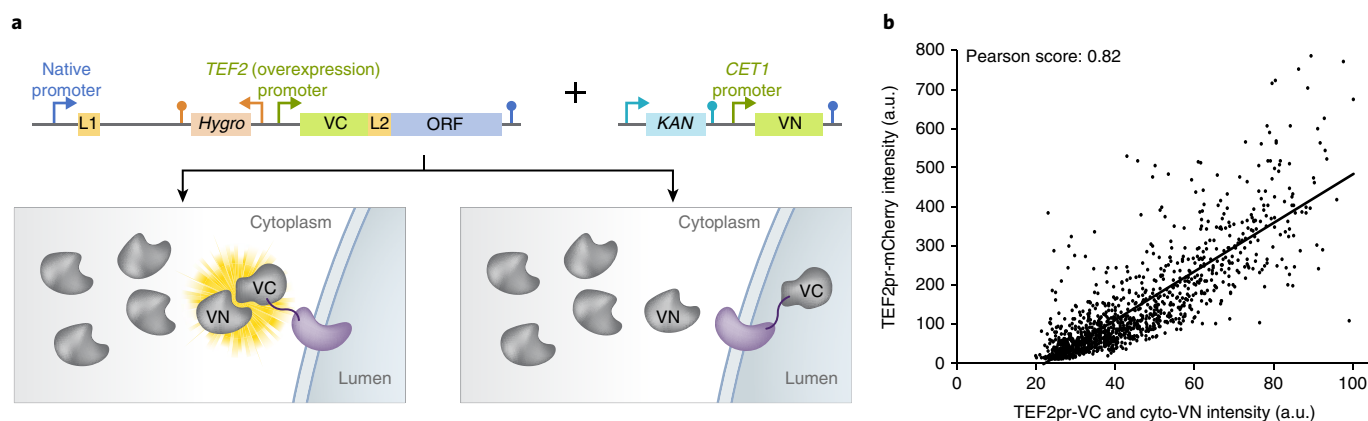 a
Native
promoter
TEF2 (overexpression)
promoter
CET1
promoter
L1
Hygro
VC
L2
ORF
+
KAN
VN
Cytoplasm
VC
VN
Lumen
Cytoplasm
VC
VN
Lumen
b
Pearson score: 0.82
TEF2pr-mCherry intensity (a.u.)
800
700
600
500
400
300
200
100
0
0 20 40 60 80 100
TEF2pr-VC and cyto-VN intensity (a.u.)